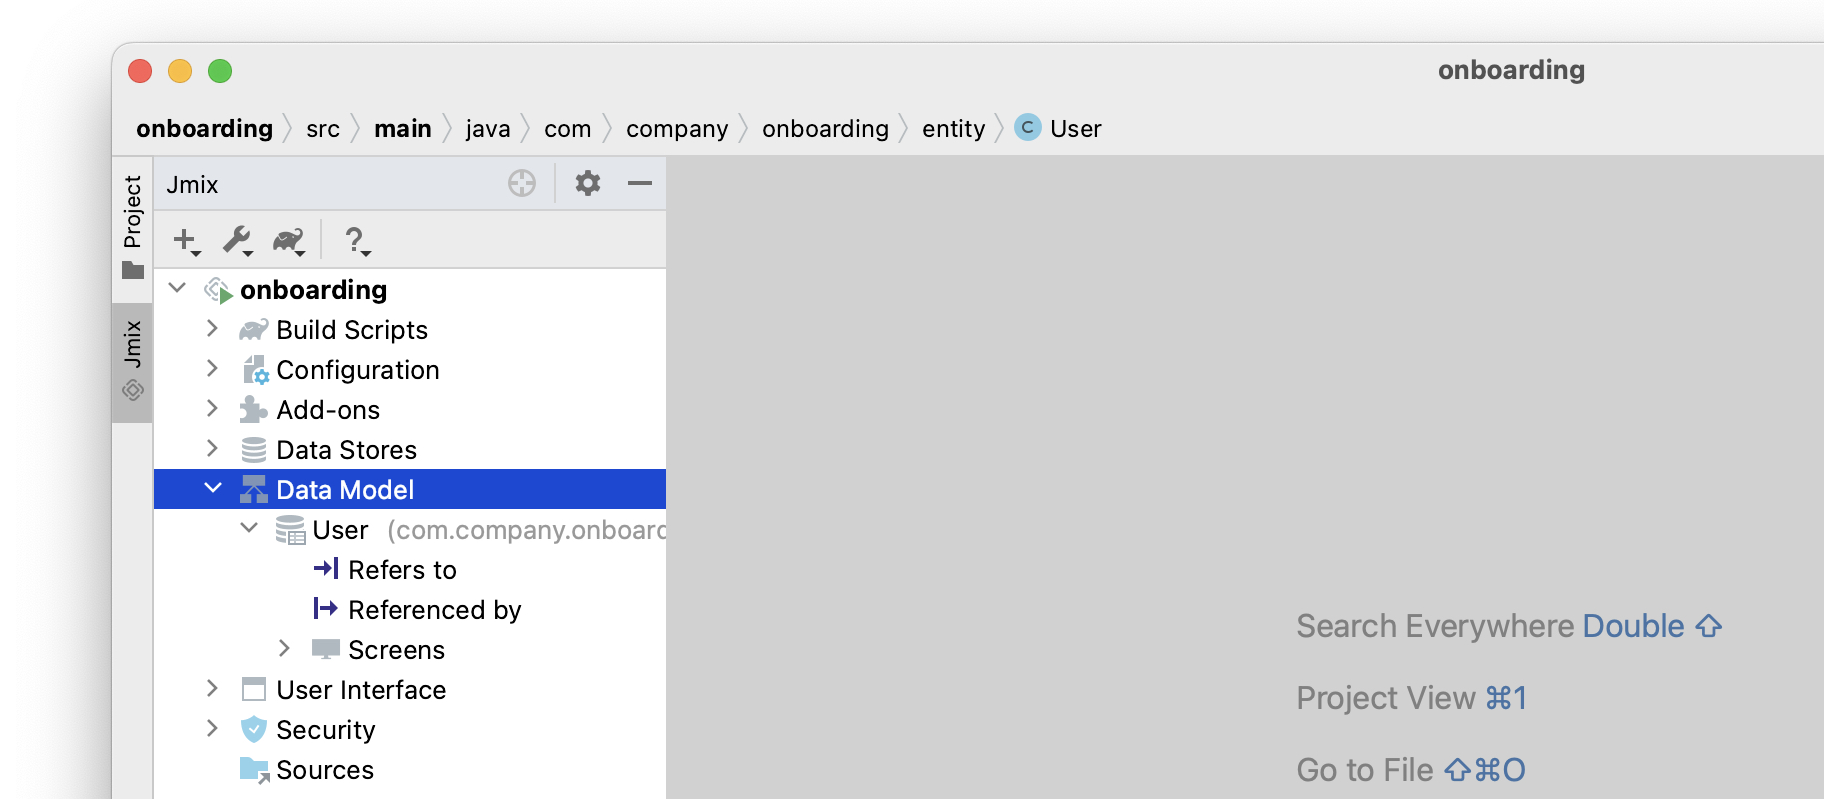 onboarding
onboarding src main java com company onboarding entity C User
Project
Jmix
Jmix
?
onboarding
Build Scripts
Configuration
Add-ons
Data Stores
Data Model
User (com.company.onboard
Refers to
Referenced by
Screens
User Interface
Security
Sources
Search Everywhere Double ⇧
Project View ⌘1
Go to File ⇧⌘O